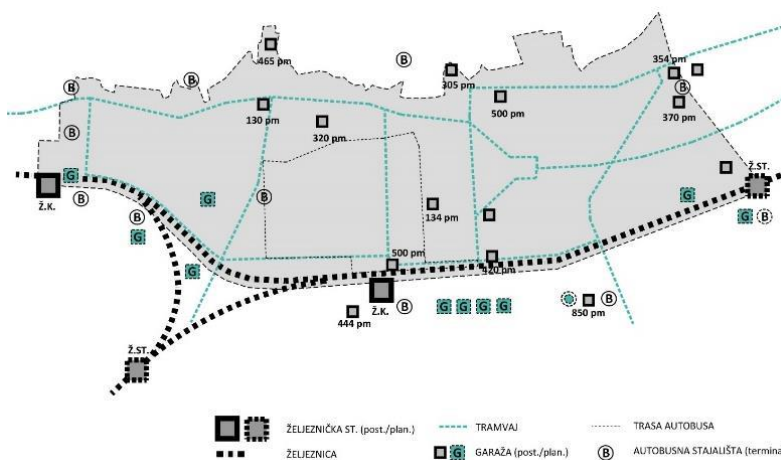 B
465 pm
B
354 pm
B
B
305 pm
B
130 pm
500 pm
370 pm
320 pm
B
G
G
B
134 pm
Ž.ST.
Ž.K.
B
G
B
G
B
G
500 pm
G
420 pm
Ž.K.
B
G G G G
B
444 pm
850 pm
Ž.ST.
ŽELJEZNIČKA ST. (post./plan.)
TRAMVAJ
TRASA AUTOBUSA
ŽELJEZNICA
G
GARAŽA (post./plan.)
B
AUTOBUSNA STAJALIŠTA (termina